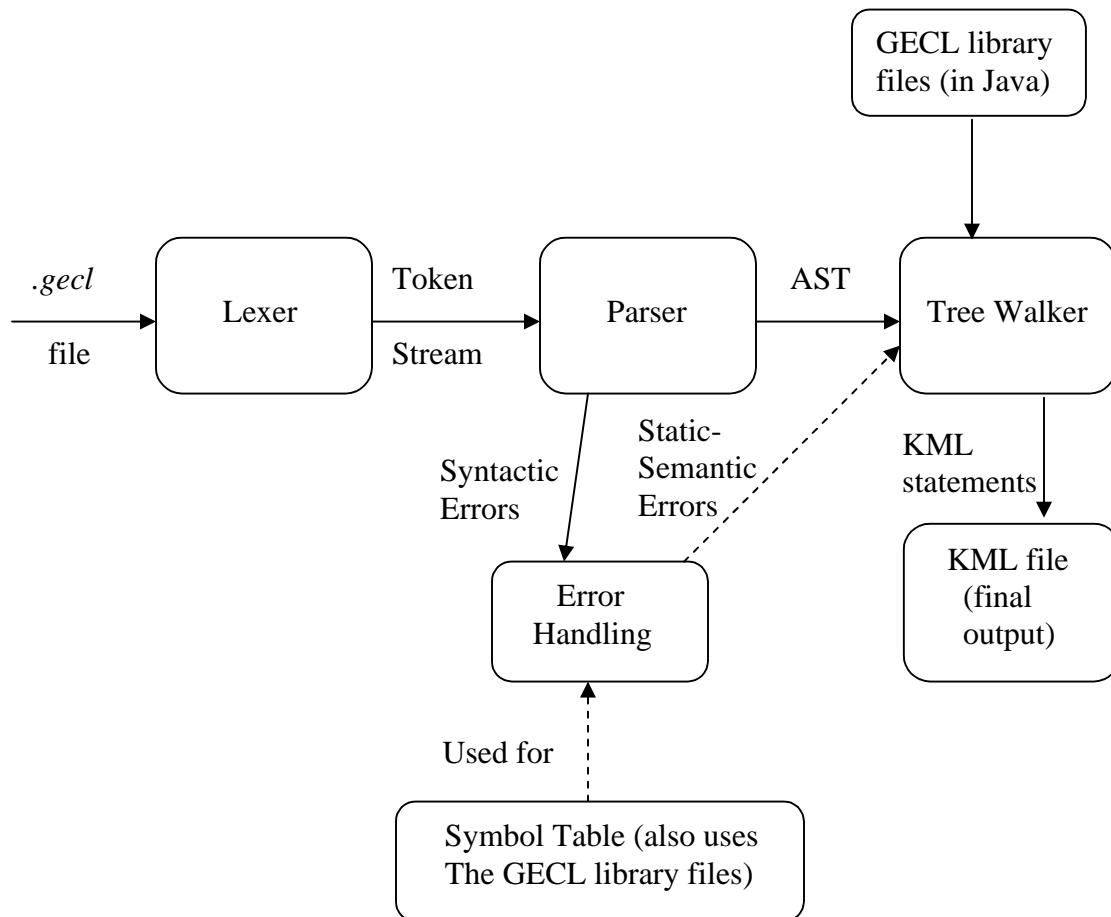 GECL library
files (in Java)
.gecl
file
Lexer
Token
Stream
Parser
AST
Tree Walker
Syntactic
Errors
Static-
Semantic
Errors
KML
statements
Error
Handling
KML file
(final
output)
Used for
Symbol Table (also uses
The GECL library files)